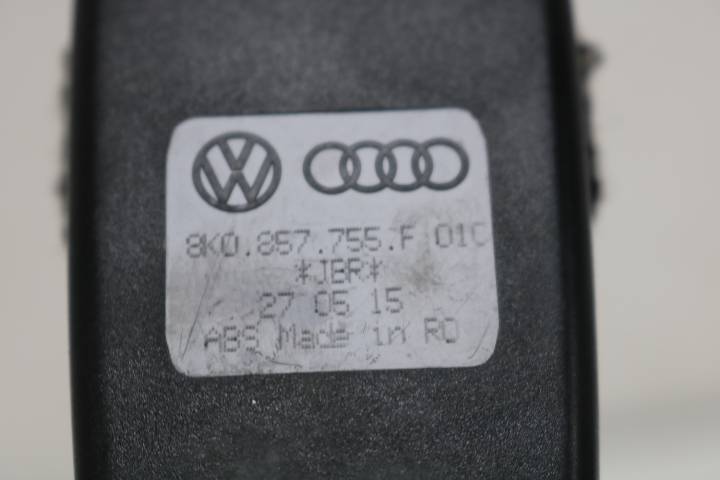 8K0.857.755.F 01C
*JBR*
27 05 15
ABS Made in RO